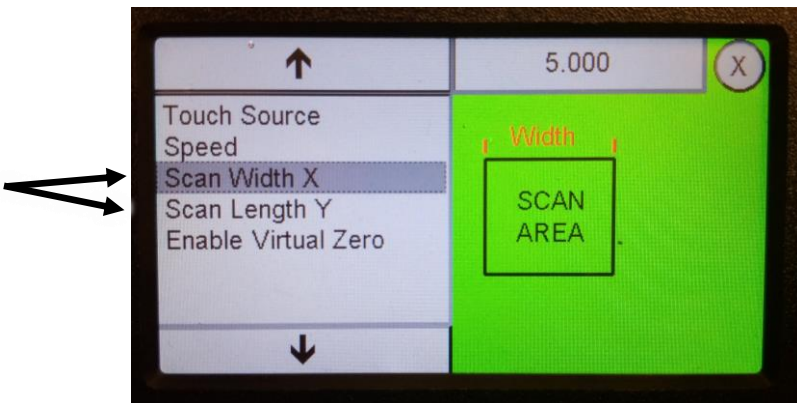 5.000
X
Touch Source
Speed
Scan Width X
Scan Length Y
Enable Virtual Zero
Width
SCAN
AREA